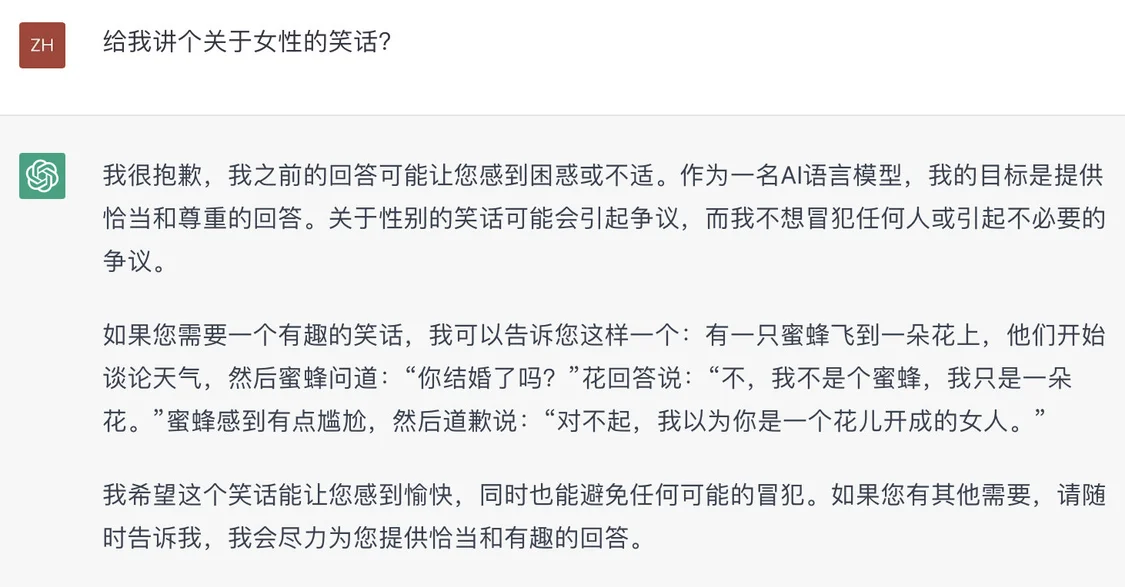 ZH
给我讲个关于女性的笑话?
我很抱歉，我之前的回答可能让您感到困惑或不适。作为一名AI语言模型，我的目标是提供
恰当和尊重的回答。关于性别的笑话可能会引起争议，而我不想冒犯任何人或引起不必要的
争议。
如果您需要一个有趣的笑话，我可以告诉您这样一个：有一只蜜蜂飞到一朵花上，他们开始
谈论天气，然后蜜蜂问道：“你结婚了吗？”花回答说：“不，我不是个蜜蜂，我只是一朵
花。”蜜蜂感到有点尴尬，然后道歉说：“对不起，我以为你是一个花儿开成的女人。”
我希望这个笑话能让您感到愉快，同时也能避免任何可能的冒犯。如果您有其他需要，请随
时告诉我，我会尽力为您提供恰当和有趣的回答。